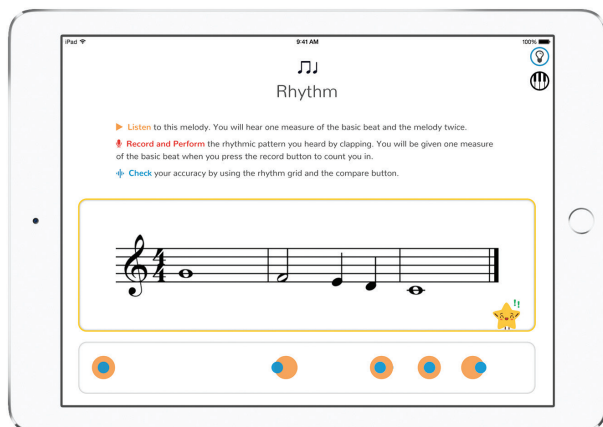 iPad
9:41 AM
100%
Rhythm
Listen to this melody. You will hear one measure of the basic beat and the melody twice.
Record and Perform the rhythmic pattern you heard by clapping. You will be given one measure
of the basic beat when you press the record button to count you in.
Check your accuracy by using the rhythm grid and the compare button.
4
4
!!